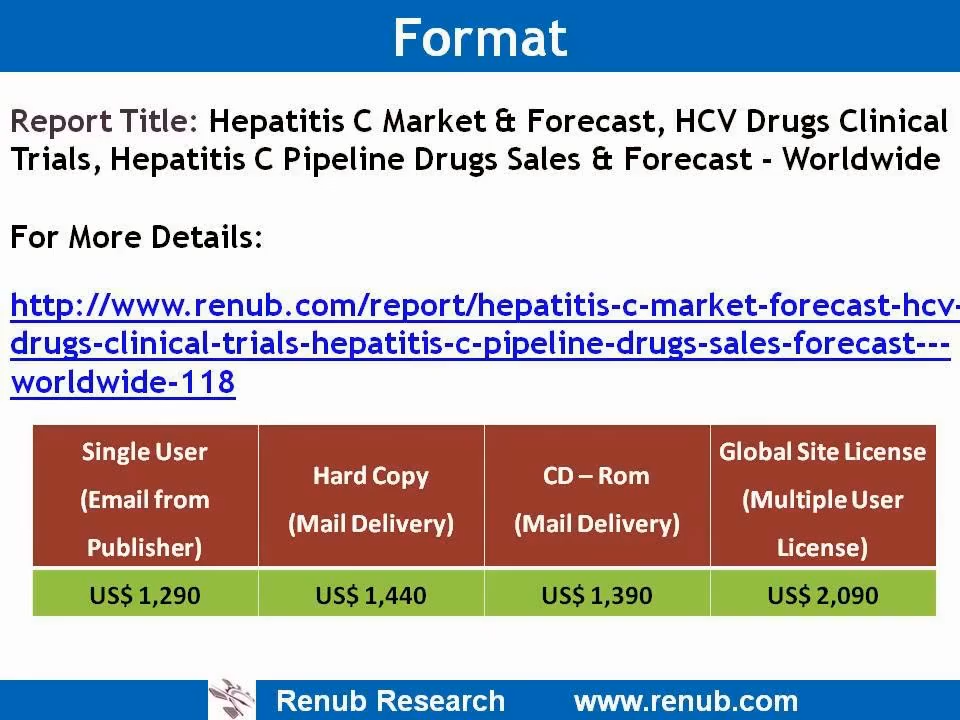 Format
Report Title: Hepatitis C Market & Forecast, HCV Drugs Clinical
Trials, Hepatitis C Pipeline Drugs Sales & Forecast - Worldwide
For More Details:
http://www.renub.com/report/hepatitis-c-market-forecast-hcv-
drugs-clinical-trials-hepatitis-c-pipeline-drugs-sales-forecast---
worldwide-118
Single User
(Email from
Publisher)
Hard Copy
(Mail Delivery)
CD – Rom
(Mail Delivery)
Global Site License
(Multiple User
License)
US$ 1,290
US$ 1,440
US$ 1,390
US$ 2,090
Renub Research
www.renub.com